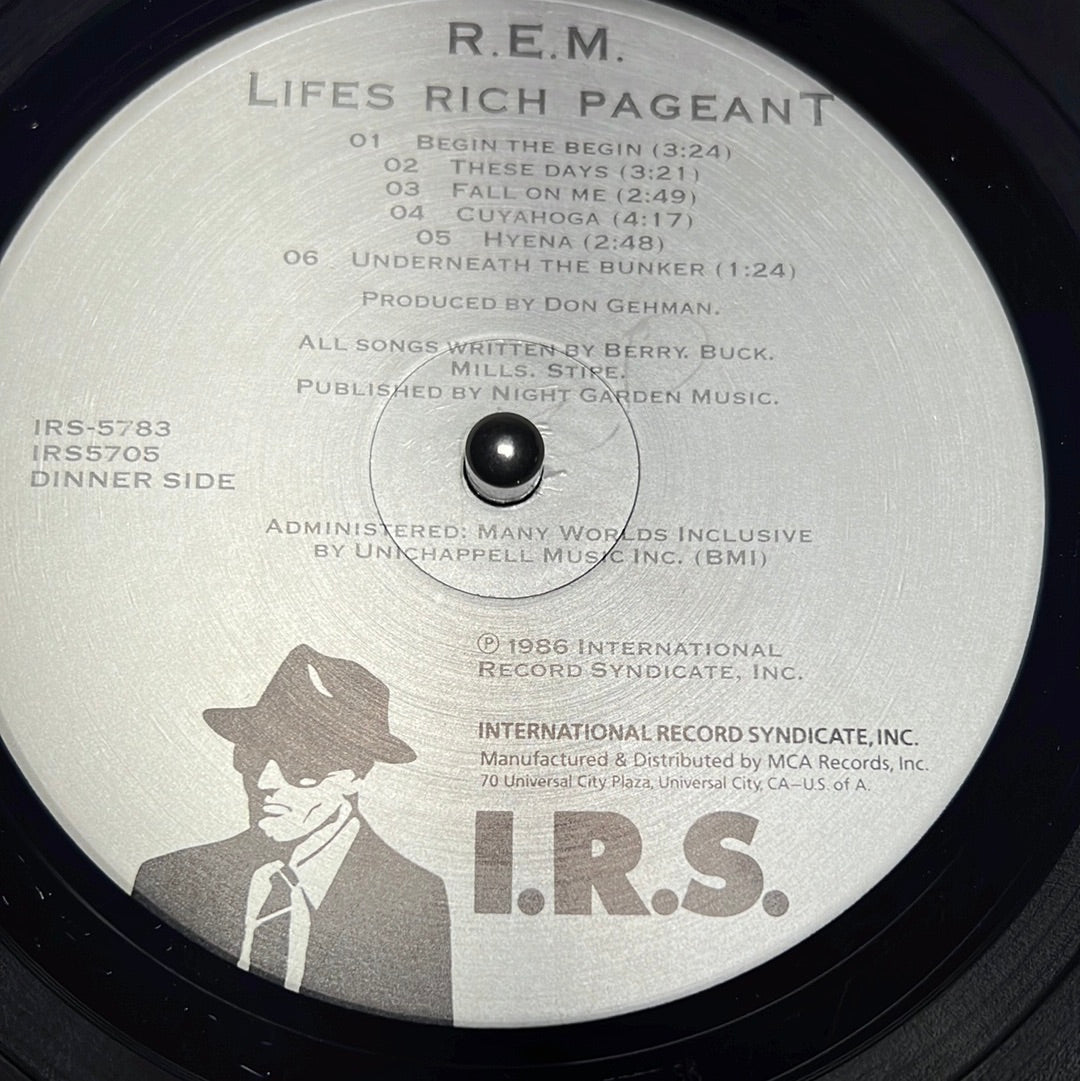 R.E.M.
LIFES RICH PAGEANT
01 BEGIN THE BEGIN (3:24)
02 THESE DAYS (3:21)
03 FALL ON ME (2:49)
04 CUYAHOGA (4:17)
05 HYENA (2:48)
06 UNDERNEATH THE BUNKER (1:24)
PRODUCED BY DON GEHMAN.
ALL SONGS WRITTEN BY BERRY. BUCK.
MILLS. STIPE.
PUBLISHED BY NIGHT GARDEN MUSIC.
IRS-5783
IRS5705
DINNER SIDE
ADMINISTERED: MANY WORLDS INCLUSIVE
BY UNICHAPPELL MUSIC INC. (BMI)
℗ 1986 INTERNATIONAL
RECORD SYNDICATE, INC.
INTERNATIONAL RECORD SYNDICATE, INC.
Manufactured & Distributed by MCA Records, Inc.
70 Universal City Plaza, Universal City, CA–U.S. of A.
I.R.S.